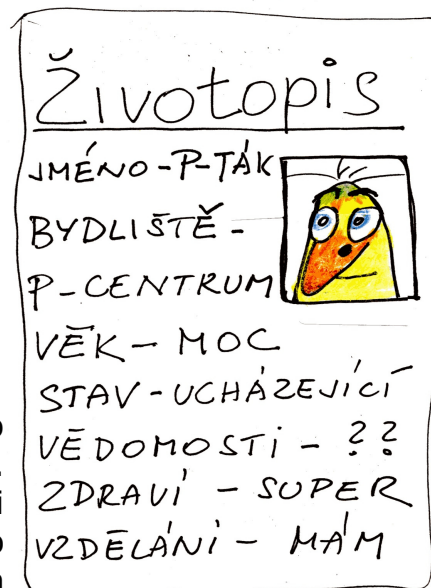 Životopis
JMÉNO-P-TÁK
BYDLIŠTĚ-
P-CENTRUM
VĚK-MOC
STAV-UCHÁZEJÍCÍ
VĚDOMOSTI - ??
ZDRAVÍ - SUPER
VZDĚLÁNÍ - MÁM